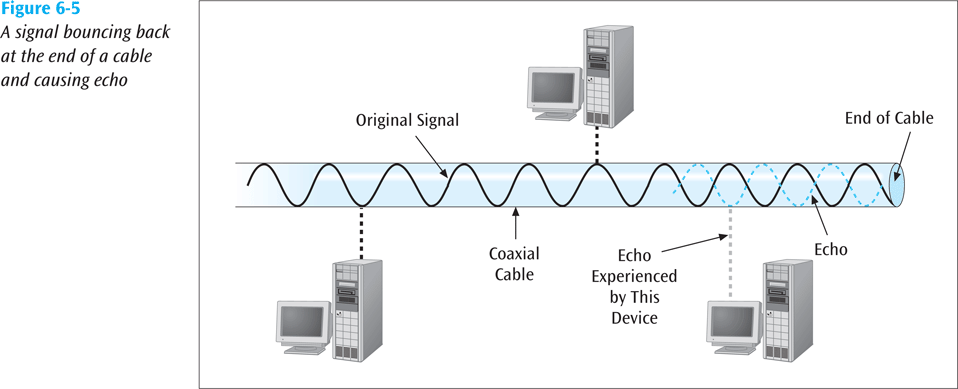 Figure 6-5
A signal bouncing back
at the end of a cable
and causing echo
Original Signal
End of Cable
Coaxial
Cable
Echo
Experienced
by This
Device
Echo